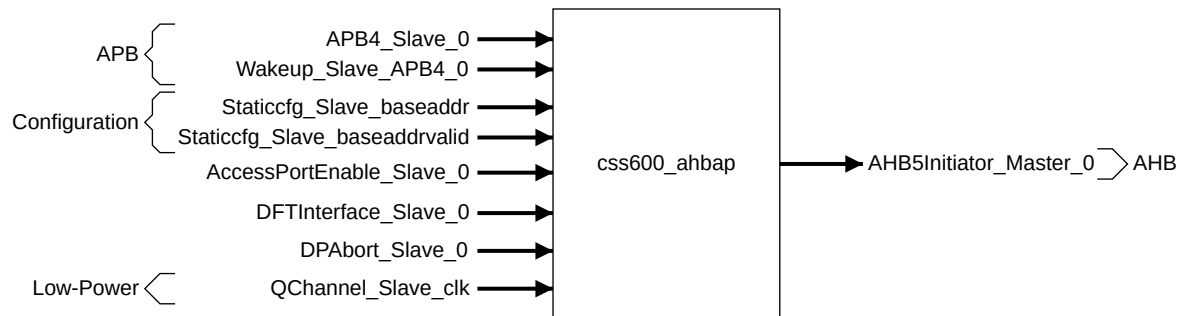 APB
APB4_Slave_0
Wakeup_Slave_APB4_0
Configuration
Staticcfg_Slave_baseaddr
Staticcfg_Slave_baseaddrvalid
AccessPortEnable_Slave_0
DFTInterface_Slave_0
DPAbort_Slave_0
Low-Power
QChannel_Slave_clk
css600_ahbap
AHB5Initiator_Master_0
AHB